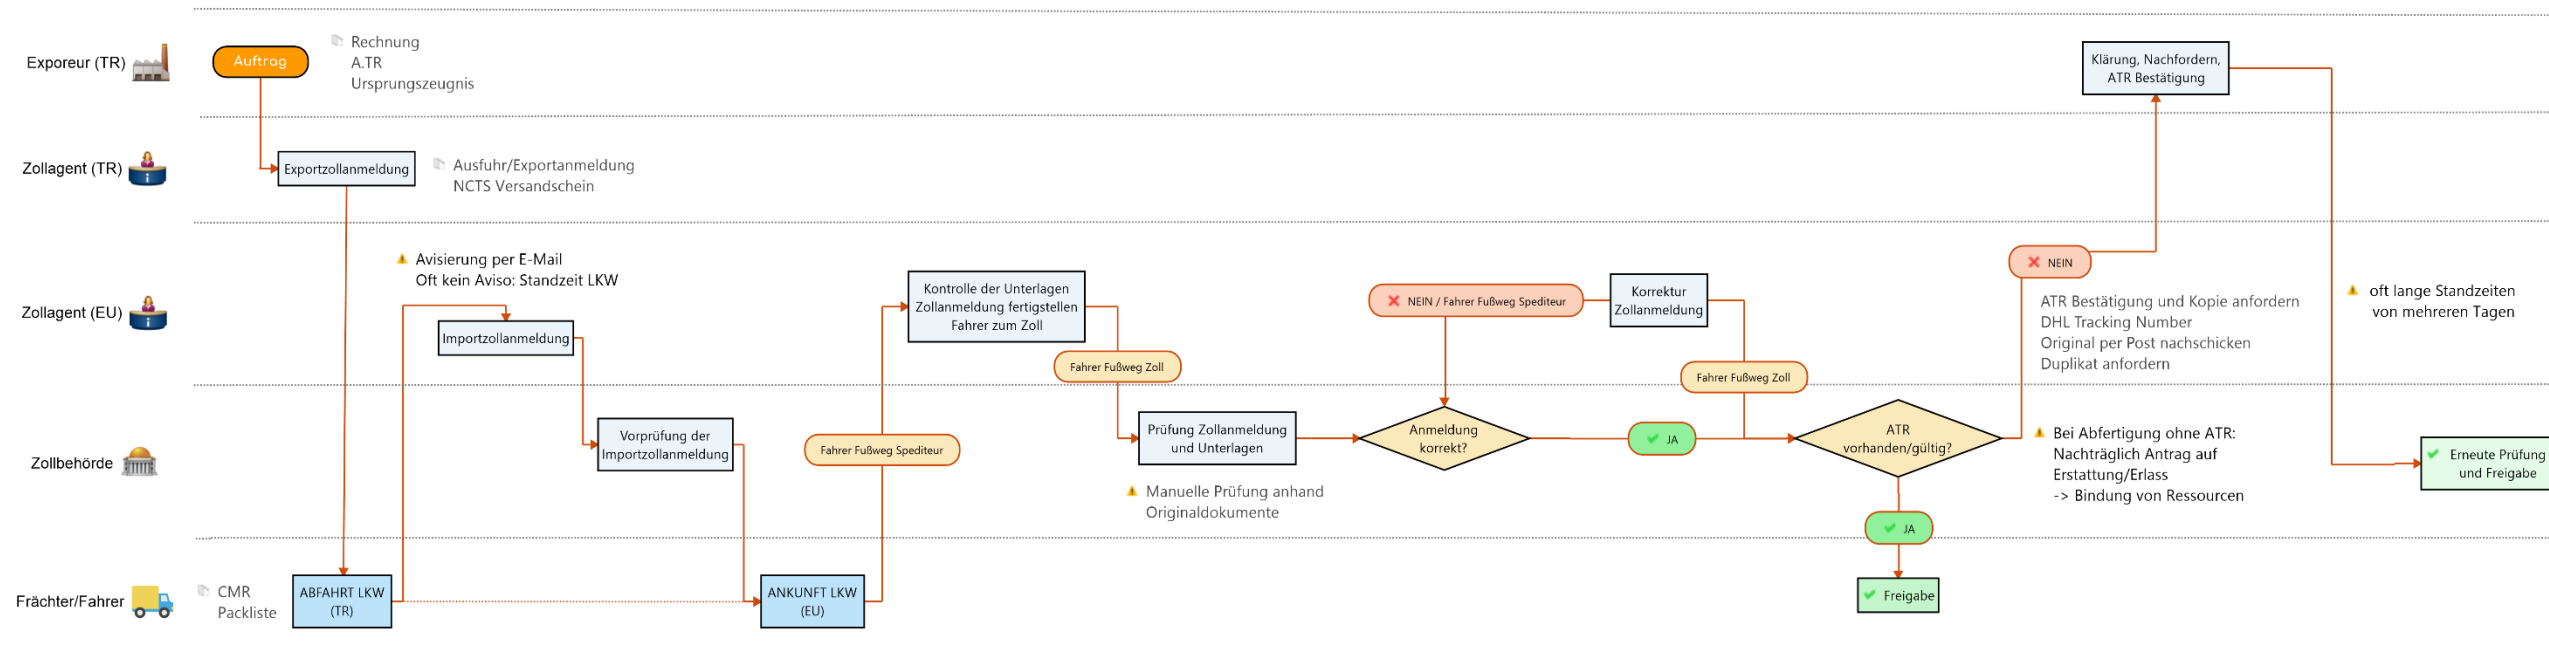 Exporeur (TR)
Auftrag
Rechnung
A.TR
Ursprungszeugnis
Klärung, Nachfordern,
ATR Bestätigung
Zollagent (TR)
Exportzollanmeldung
Ausfuhr/Exportanmeldung
NCTS Versandschein
Zollagent (EU)
Avisierung per E-Mail
Oft kein Aviso: Standzeit LKW
Importzollanmeldung
Kontrolle der Unterlagen
Zollanmeldung fertigstellen
Fahrer zum Zoll
Fahrer Fußweg Zoll
NEIN / Fahrer Fußweg Spediteur
Korrektur
Zollanmeldung
Fahrer Fußweg Zoll
NEIN
ATR Bestätigung und Kopie anfordern
DHL Tracking Number
Original per Post nachschicken
Duplikat anfordern
oft lange Standzeiten
von mehreren Tagen
Zollbehörde
Vorprüfung der
Importzollanmeldung
Fahrer Fußweg Spediteur
Prüfung Zollanmeldung
und Unterlagen
Manuelle Prüfung anhand
Originaldokumente
Anmeldung
korrekt?
JA
ATR
vorhanden/gültig?
JA
Bei Abfertigung ohne ATR:
Nachträglich Antrag auf
Erstattung/Erlass
-> Bindung von Ressourcen
Erneute Prüfung
und Freigabe
Frächter/Fahrer
CMR
Packliste
ABFAHRT LKW
(TR)
ANKUNFT LKW
(EU)
Freigabe